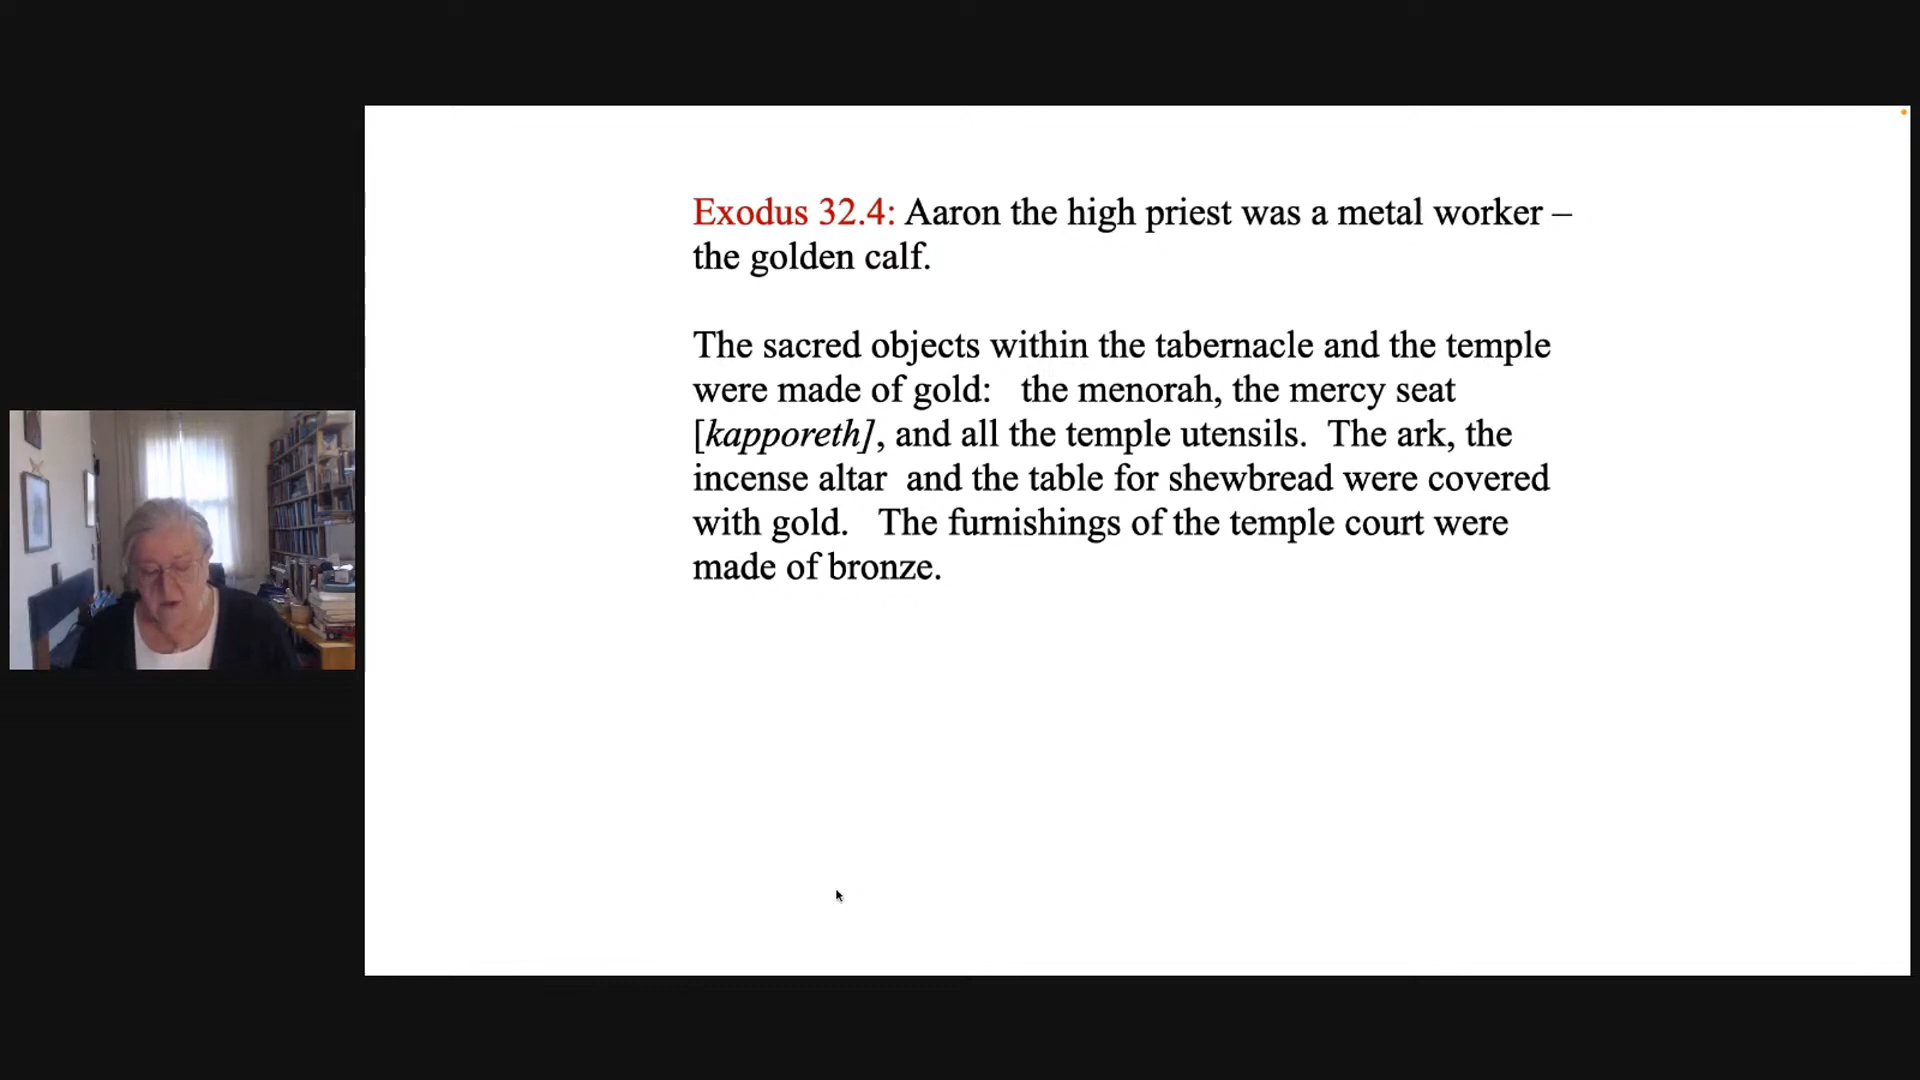 Exodus 32.4: Aaron the high priest was a metal worker –
the golden calf.
The sacred objects within the tabernacle and the temple
were made of gold:   the menorah, the mercy seat
[kapporeth], and all the temple utensils.  The ark, the
incense altar  and the table for shewbread were covered
with gold.   The furnishings of the temple court were
made of bronze.